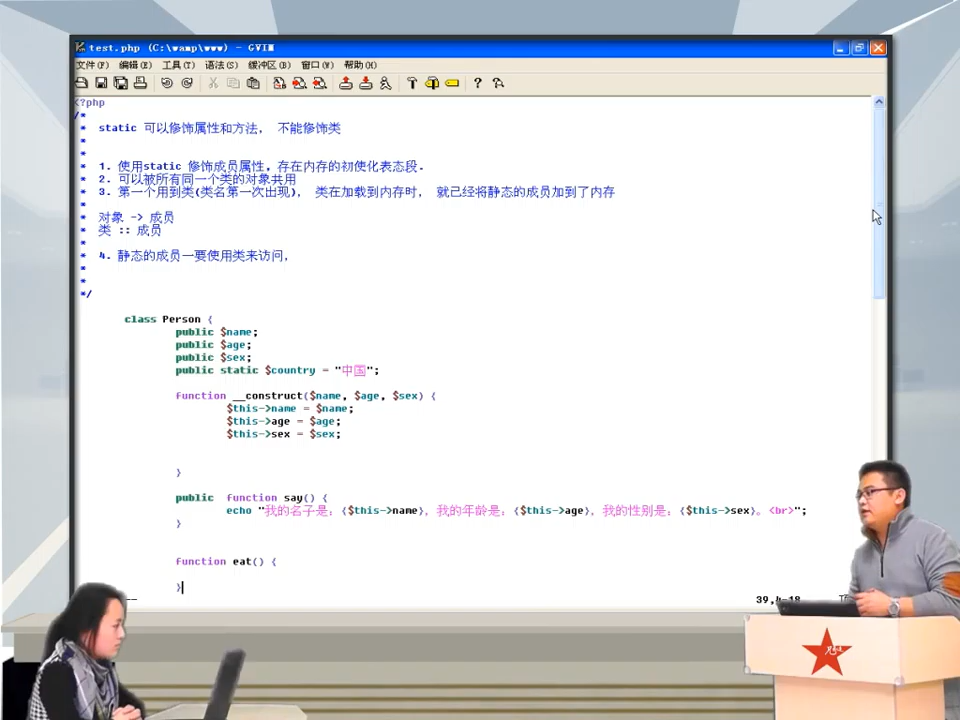 test.php (C:\wamp\www) - GVIM
文件(F) 编辑(E) 工具(T) 语法(S) 缓冲区(B) 窗口(W) 帮助(H)
<?php
/*
* static 可以修饰属性和方法, 不能修饰类
*
*
* 1. 使用static 修饰成员属性,存在内存的初使化表态段.
* 2. 可以被所有同一个类的对象共用
* 3. 第一个用到类(类名第一次出现), 类在加载到内存时, 就已经将静态的成员加到了内存
*
* 对象 -> 成员
* 类 :: 成员
*
* 4. 静态的成员一要使用类来访问,
*
*
*/
class Person {
public $name;
public $age;
public $sex;
public static $country = "中国";
function __construct($name, $age, $sex) {
$this->name = $name;
$this->age = $age;
$this->sex = $sex;
}
public function say() {
echo "我的名子是: {$this->name}, 我的年龄是: {$this->age}, 我的性别是: {$this->sex}。<br>";
}
function eat() {
}
39,4-18